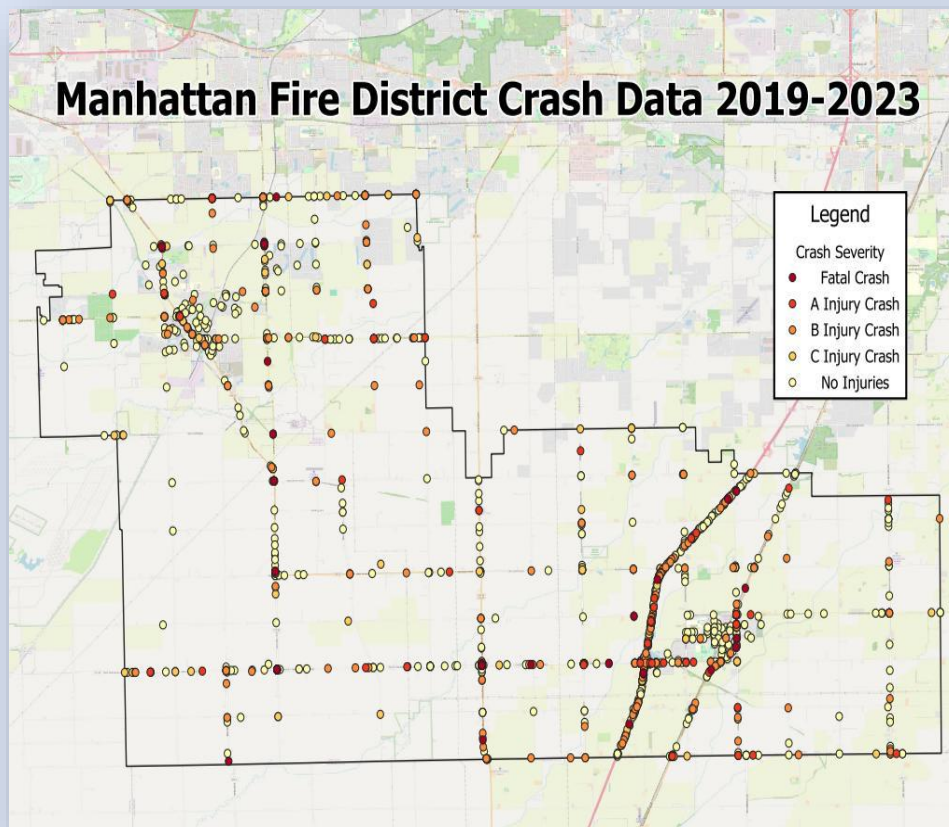 Manhattan Fire District Crash Data 2019-2023
Legend
Crash Severity
Fatal Crash
A Injury Crash
B Injury Crash
C Injury Crash
No Injuries